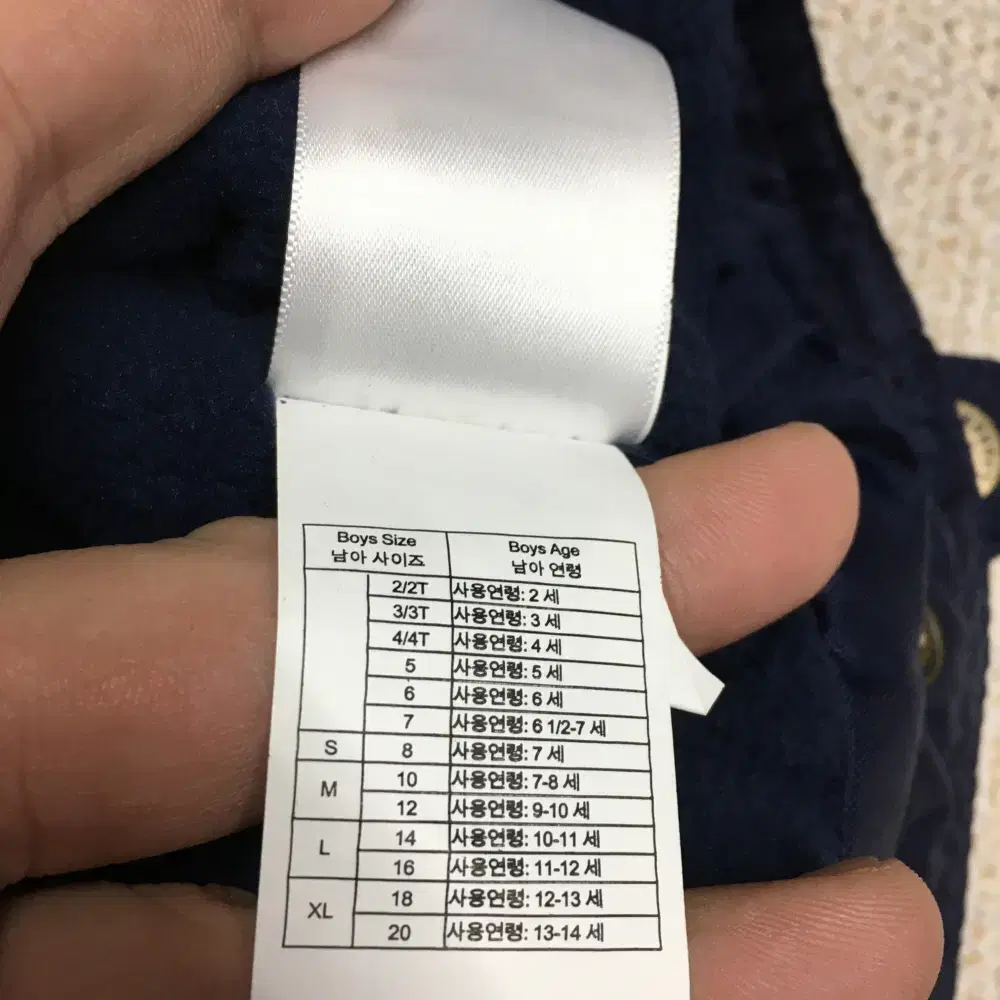 Boys Size Boys Age
남아 사이즈 남아 연령
2/2T 사용연령: 2 세
3/3T 사용연령: 3 세
4/4T 사용연령: 4 세
5 사용연령: 5 세
6 사용연령: 6 세
7 사용연령: 6 1/2-7 세
S 8 사용연령: 7 세
M 10 사용연령: 7-8 세
12 사용연령: 9-10 세
L 14 사용연령: 10-11 세
16 사용연령: 11-12 세
XL 18 사용연령: 12-13 세
20 사용연령: 13-14 세